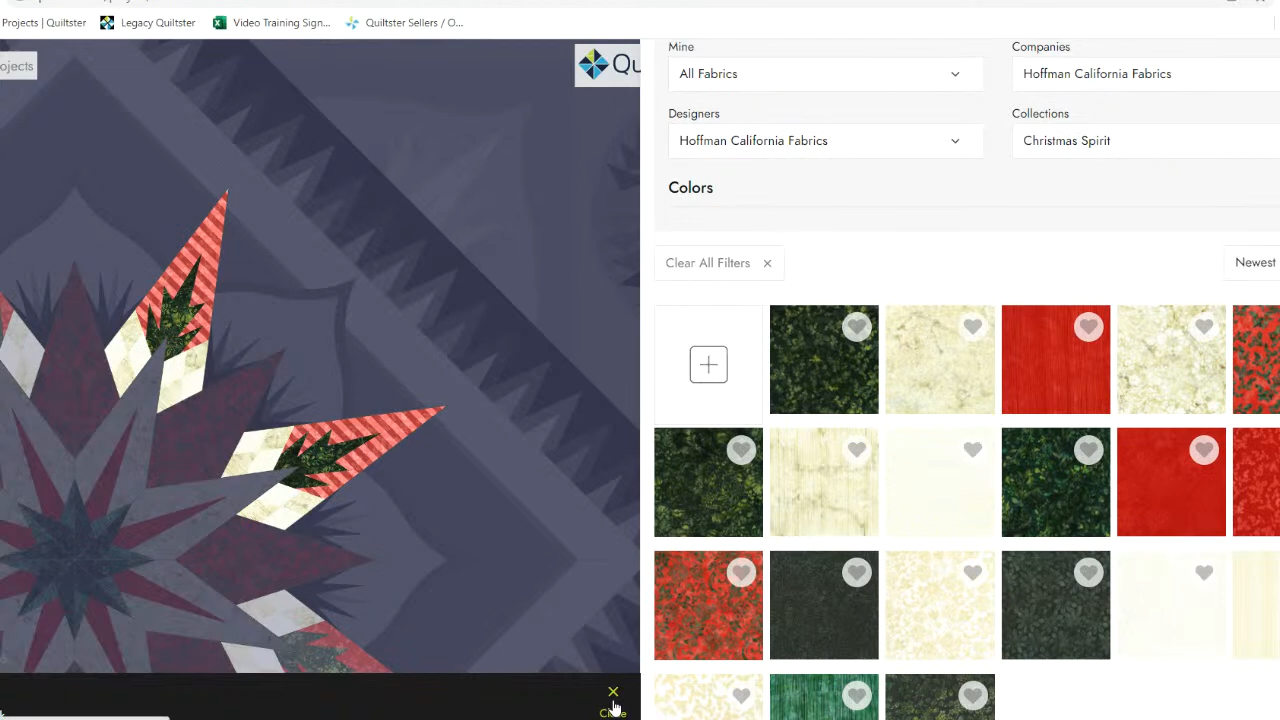 Projects | Quiltster
Legacy Quiltster
Video Training Sign...
Quiltster Sellers / O...
ojects
Qu
Mine
Companies
All Fabrics
Hoffman California Fabrics
Designers
Collections
Hoffman California Fabrics
Christmas Spirit
Colors
Clear All Filters ×
Newest